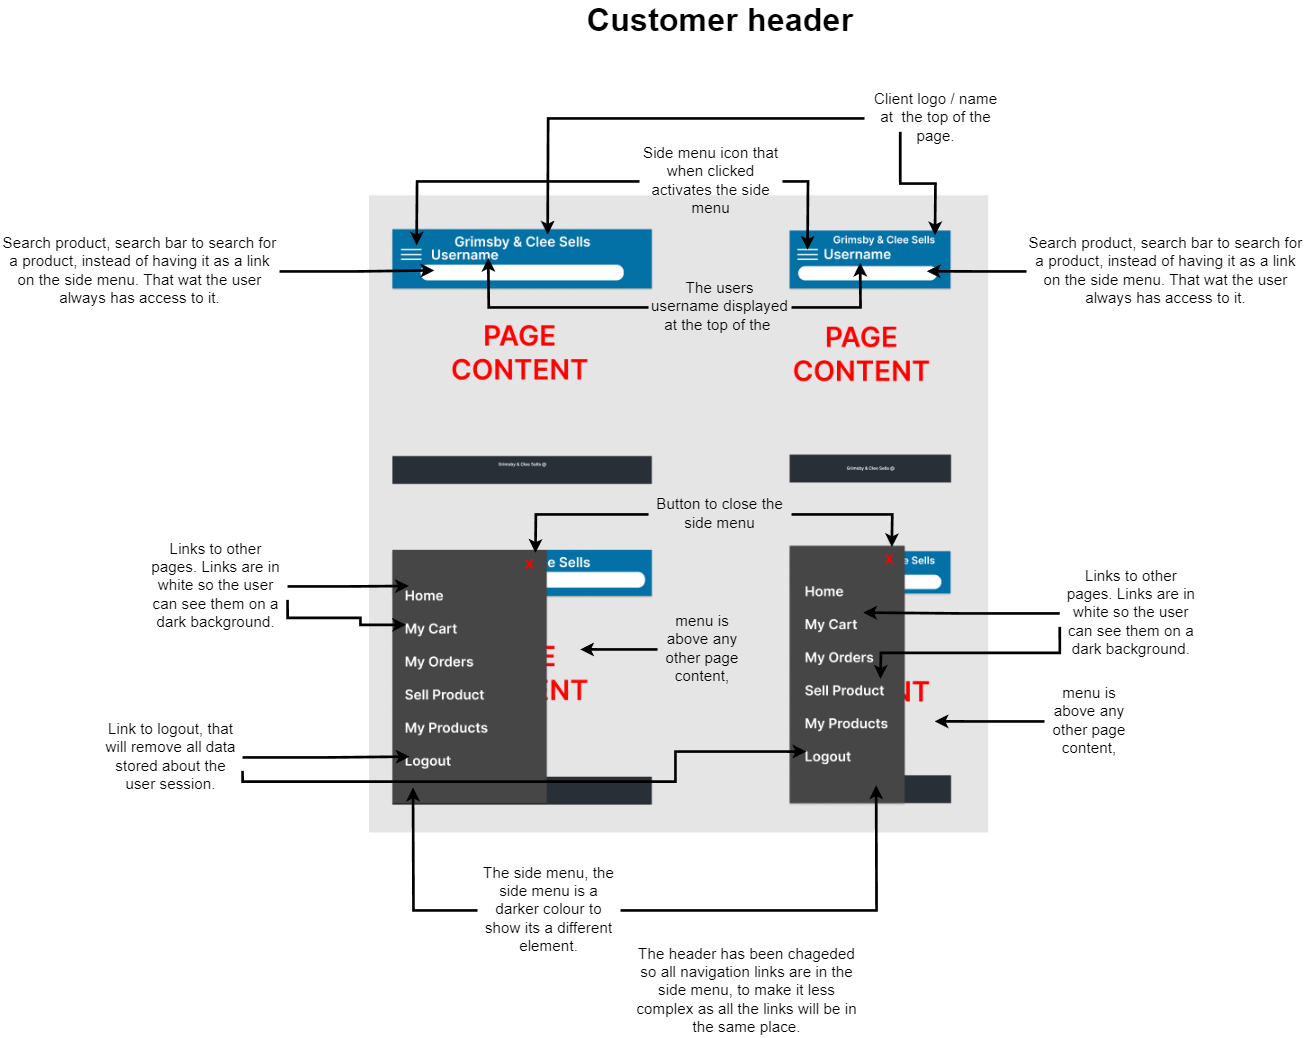 Customer header
Client logo / name
at  the top of the
page.
Side menu icon that
when clicked
activates the side
menu
Search product, search bar to search for
a product, instead of having it as a link
on the side menu. That wat the user
always has access to it.
Grimsby & Clee Sells
Username
Grimsby & Clee Sells
Username
Search product, search bar to search for
a product, instead of having it as a link
on the side menu. That wat the user
always has access to it.
The users
username displayed
at the top of the
PAGE
CONTENT
PAGE
CONTENT
Grimsby & Clee Sells @
Grimsby & Clee Sells @
Button to close the
side menu
Links to other
pages. Links are in
white so the user
can see them on a
dark background.
X
e Sells
Home
My Cart
My Orders
Sell Product
My Products
Logout
E
ENT
menu is
above any
other page
content,
X
e Sells
Home
My Cart
My Orders
Sell Product
My Products
Logout
NT
Links to other
pages. Links are in
white so the user
can see them on a
dark background.
menu is
above any
other page
content,
Link to logout, that
will remove all data
stored about the
user session.
The side menu, the
side menu is a
darker colour to
show its a different
element.
The header has been chageded
so all navigation links are in the
side menu, to make it less
complex as all the links will be in
the same place.